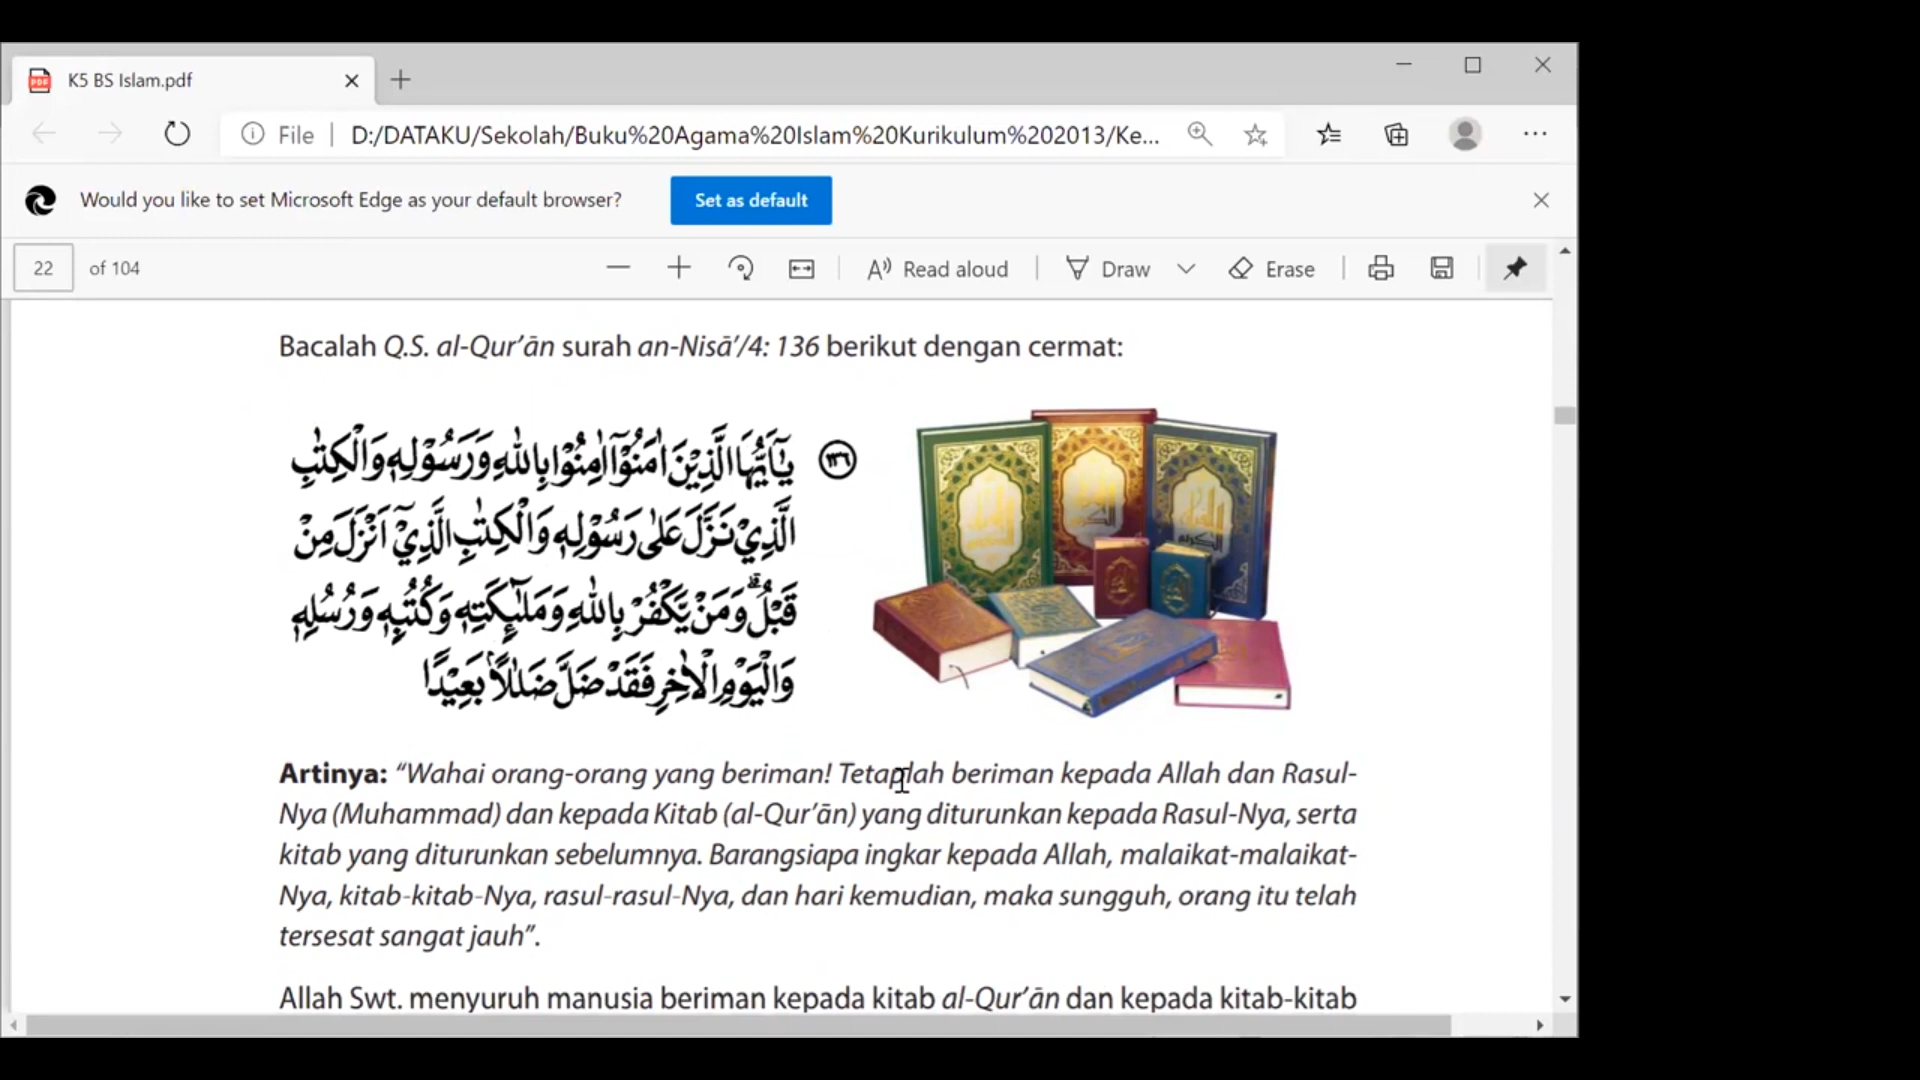 K5 BS Islam.pdf
File
D:/DATAKU/Sekolah/Buku%20Agama%20Islam%20Kurikulum%202013/Ke...
Would you like to set Microsoft Edge as your default browser?
Set as default
22 of 104
Read aloud
Draw
Erase
Bacalah Q.S. al-Qur’ān surah an-Nisā’/4: 136 berikut dengan cermat:
يٰٓاَيُّهَا الَّذِيْنَ اٰمَنُوْٓا اٰمِنُوْا بِاللّٰهِ وَرَسُوْلِهٖ وَالْكِتٰبِ
الَّذِيْ نَزَّلَ عَلٰى رَسُوْلِهٖ وَالْكِتٰبِ الَّذِيْٓ اَنْزَلَ مِنْ
قَبْلُ ۗوَمَنْ يَّكْفُرْ بِاللّٰهِ وَمَلٰۤىِٕكَتِهٖ وَكُتُبِهٖ وَرُسُلِهٖ
وَالْيَوْمِ الْاٰخِرِ فَقَدْ ضَلَّ ضَلٰلًا بَعِيْدًا
١٣٦
Artinya: “Wahai orang-orang yang beriman! Tetaplah beriman kepada Allah dan Rasul-
Nya (Muhammad) dan kepada Kitab (al-Qur’ān) yang diturunkan kepada Rasul-Nya, serta
kitab yang diturunkan sebelumnya. Barangsiapa ingkar kepada Allah, malaikat-malaikat-
Nya, kitab-kitab-Nya, rasul-rasul-Nya, dan hari kemudian, maka sungguh, orang itu telah
tersesat sangat jauh”.
Allah Swt. menyuruh manusia beriman kepada kitab al-Qur’ān dan kepada kitab-kitab